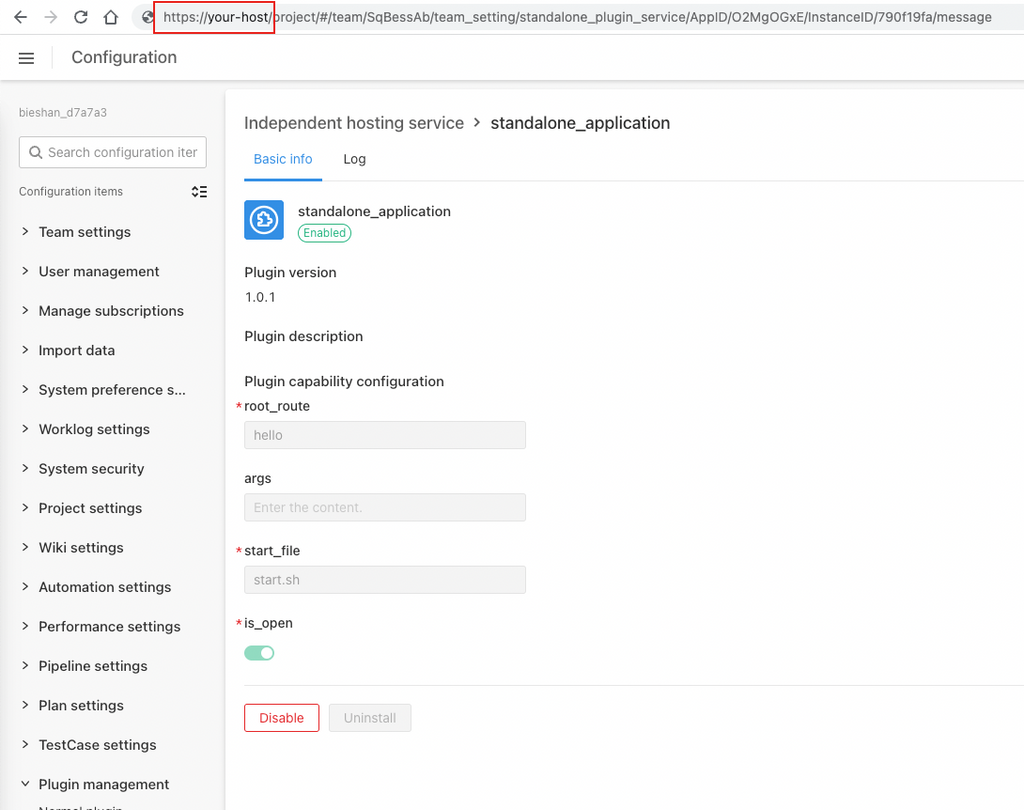 https://your-host/project/#/team/SqBessAb/team_setting/standalone_plugin_service/AppID/O2MgOGxE/InstanceID/790f19fa/message
Configuration
bieshan_d7a7a3
Search configuration iter
Configuration items
Team settings
User management
Manage subscriptions
Import data
System preference s...
Worklog settings
System security
Project settings
Wiki settings
Automation settings
Performance settings
Pipeline settings
Plan settings
TestCase settings
Plugin management
Normal plugin
Independent hosting service > standalone_application
Basic info Log
standalone_application
Enabled
Plugin version
1.0.1
Plugin description
Plugin capability configuration
*root_route
hello
args
Enter the content.
*start_file
start.sh
*is_open
Disable Uninstall